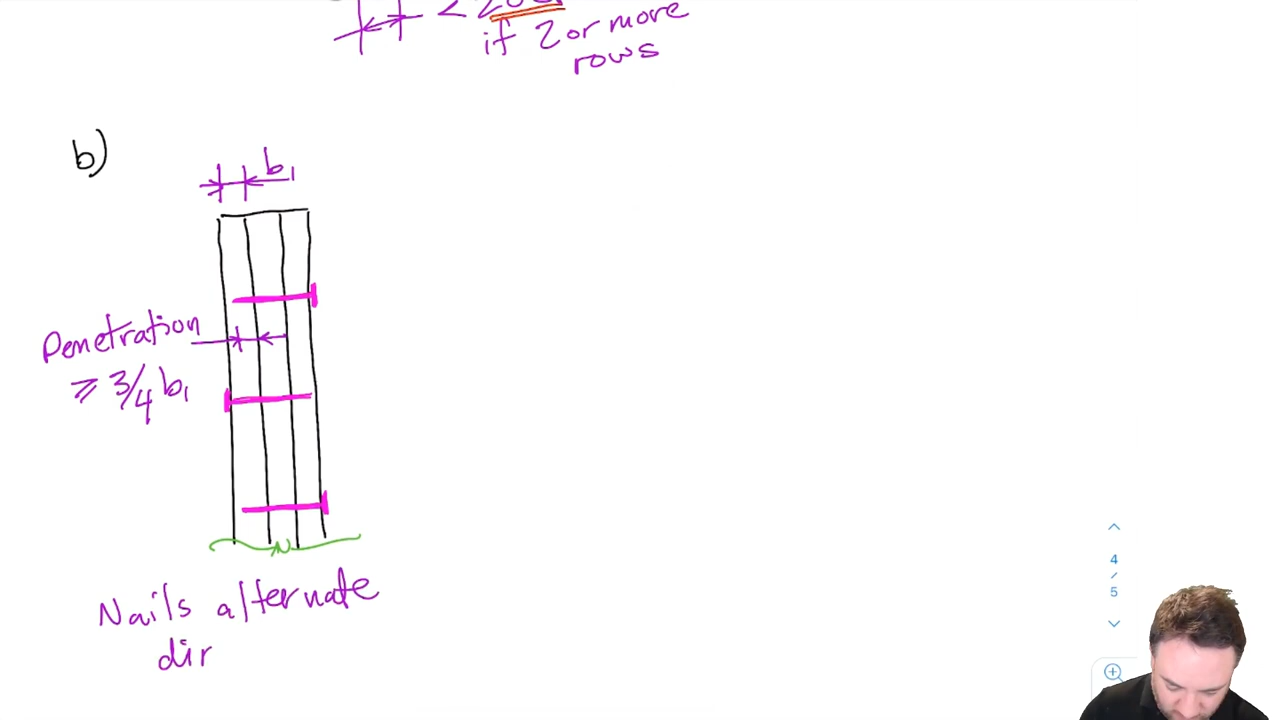 <
if 2 or more
rows
b)
b1
Penetration
≥ 3/4 b1
Nails alternate
dir
4
/
5